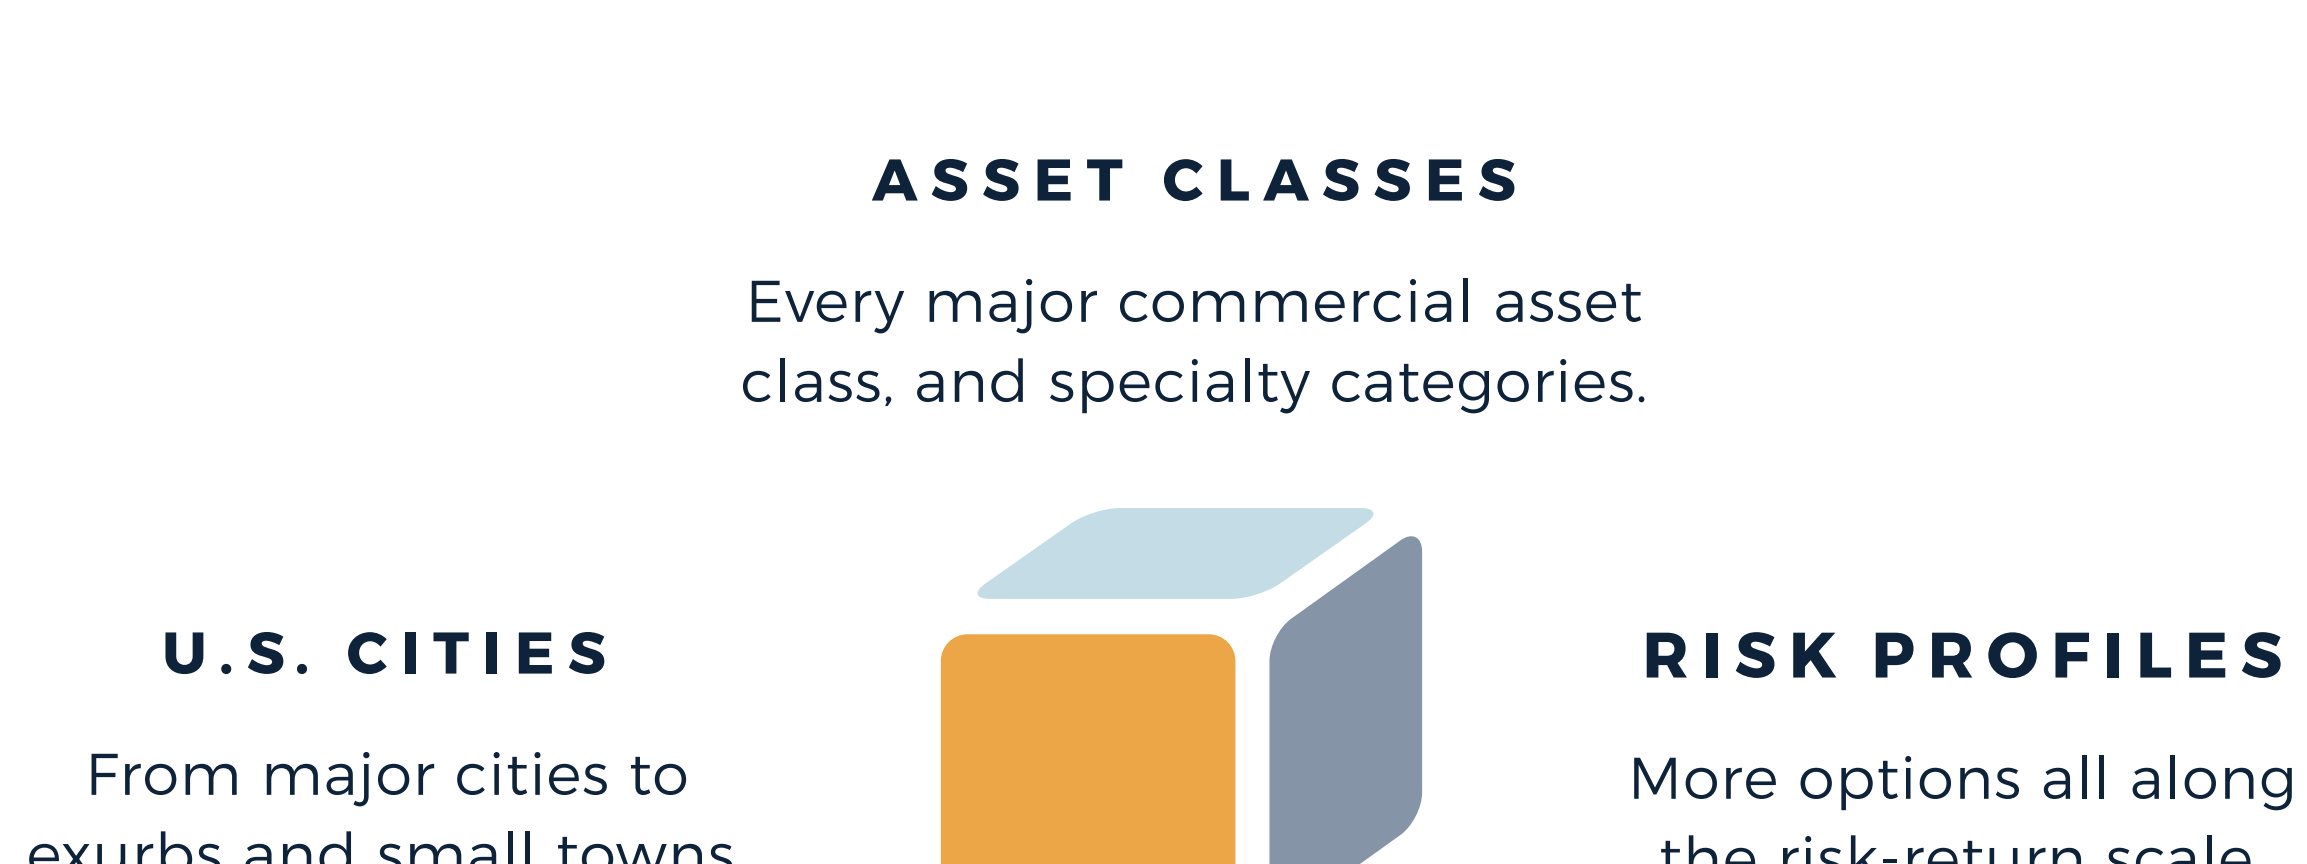 ASSET CLASSES
Every major commercial asset
class, and specialty categories.
U.S. CITIES
From major cities to
exurbs and small towns
RISK PROFILES
More options all along
the risk-return scale